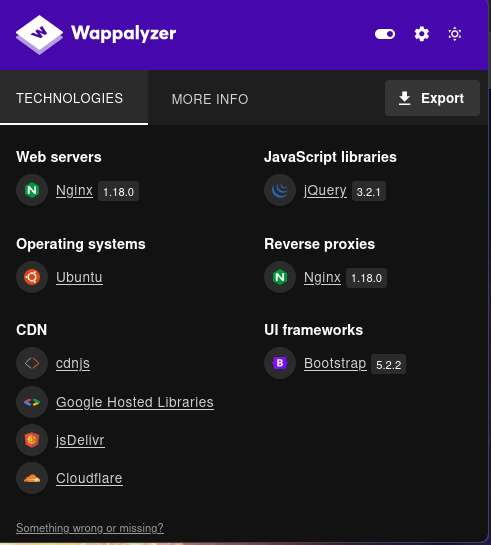 Wappalyzer
TECHNOLOGIES
MORE INFO
Export
Web servers
Nginx 1.18.0
Operating systems
Ubuntu
CDN
cdnjs
Google Hosted Libraries
jsDelivr
Cloudflare
JavaScript libraries
jQuery 3.2.1
Reverse proxies
Nginx 1.18.0
UI frameworks
Bootstrap 5.2.2
Something wrong or missing?